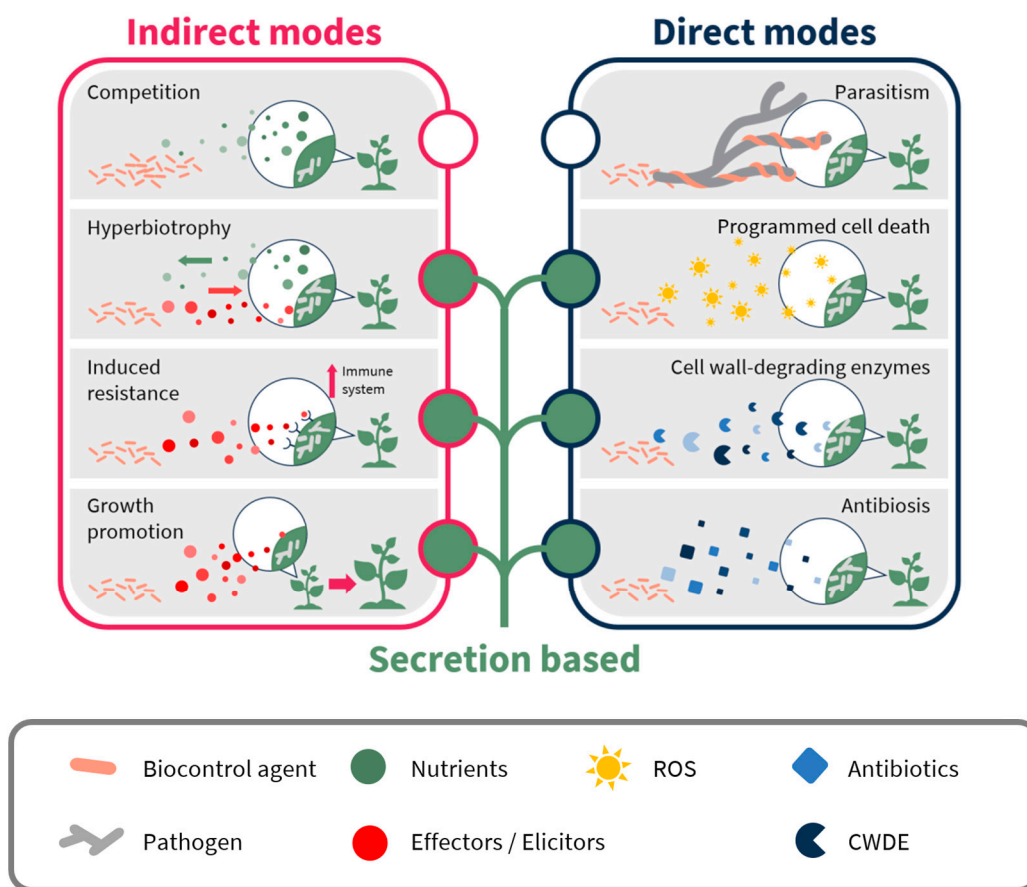 Indirect modes
Direct modes
Competition
Hyperbiotrophy
Induced
resistance
Immune
system
Growth
promotion
Parasitism
Programmed cell death
Cell wall-degrading enzymes
Antibiosis
Secretion based
Biocontrol agent
Nutrients
ROS
Antibiotics
Pathogen
Effectors / Elicitors
CWDE